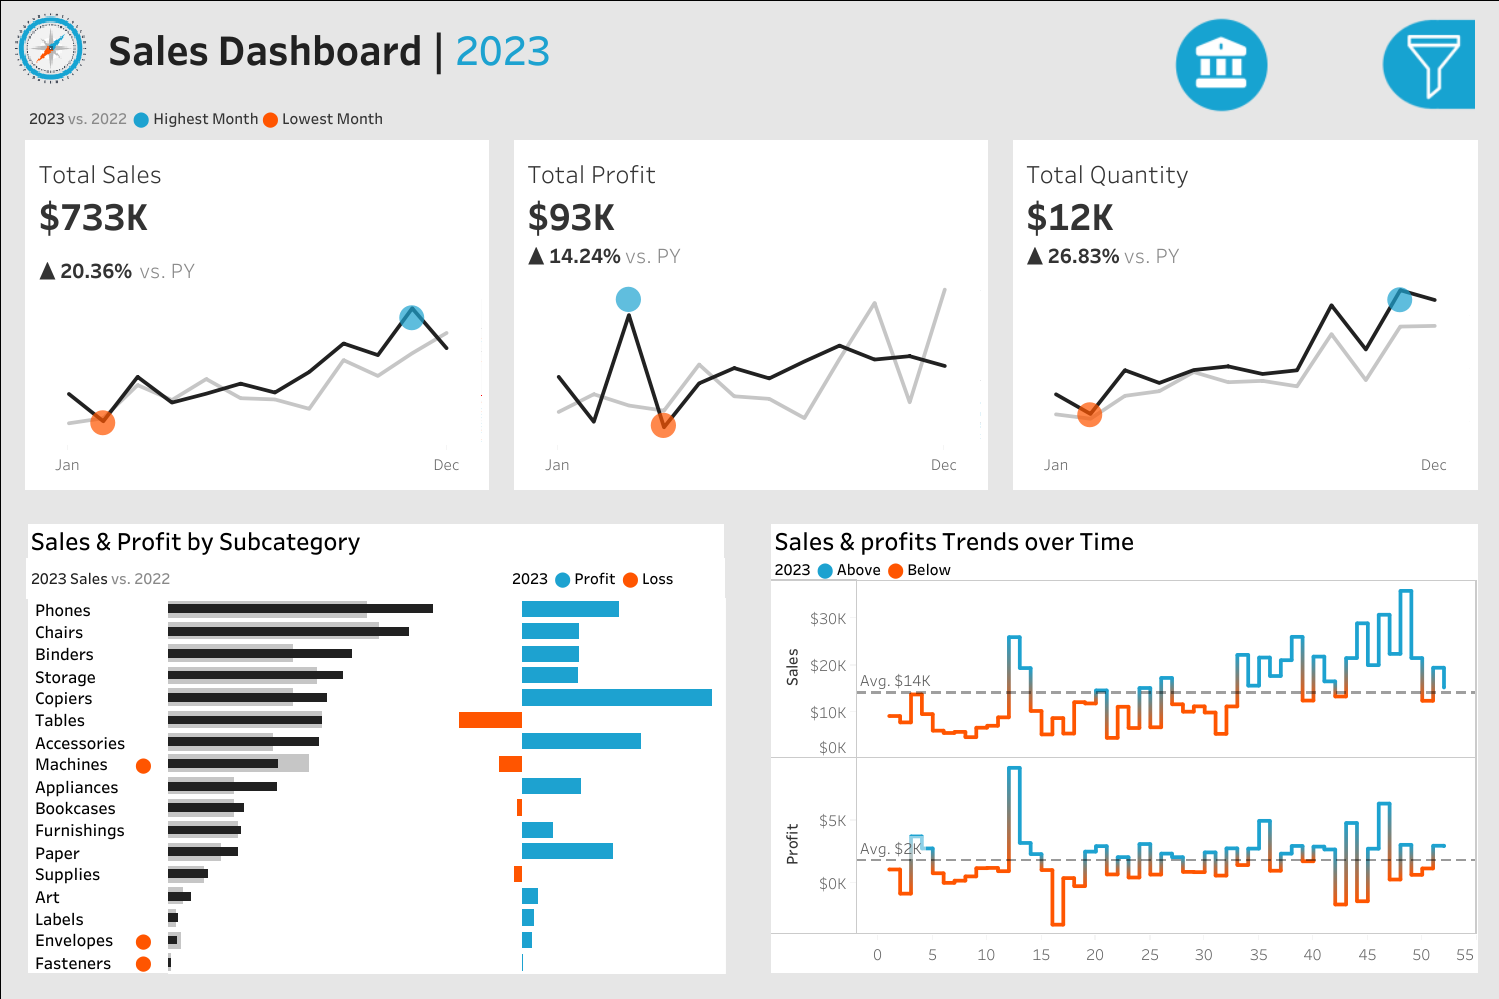 Sales Dashboard | 2023
2023 vs. 2022 Highest Month Lowest Month
Total Sales
$733K
▲ 20.36% vs. PY
Jan Dec
Total Profit
$93K
▲ 14.24% vs. PY
Jan Dec
Total Quantity
$12K
▲ 26.83% vs. PY
Jan Dec
Sales & Profit by Subcategory
2023 Sales vs. 2022
2023 Profit Loss
Phones
Chairs
Binders
Storage
Copiers
Tables
Accessories
Machines
Appliances
Bookcases
Furnishings
Paper
Supplies
Art
Labels
Envelopes
Fasteners
Sales & profits Trends over Time
2023 Above Below
Sales
$30K
$20K
Avg. $14K
$10K
$0K
Profit
$5K
Avg. $2K
$0K
0 5 10 15 20 25 30 35 40 45 50 55